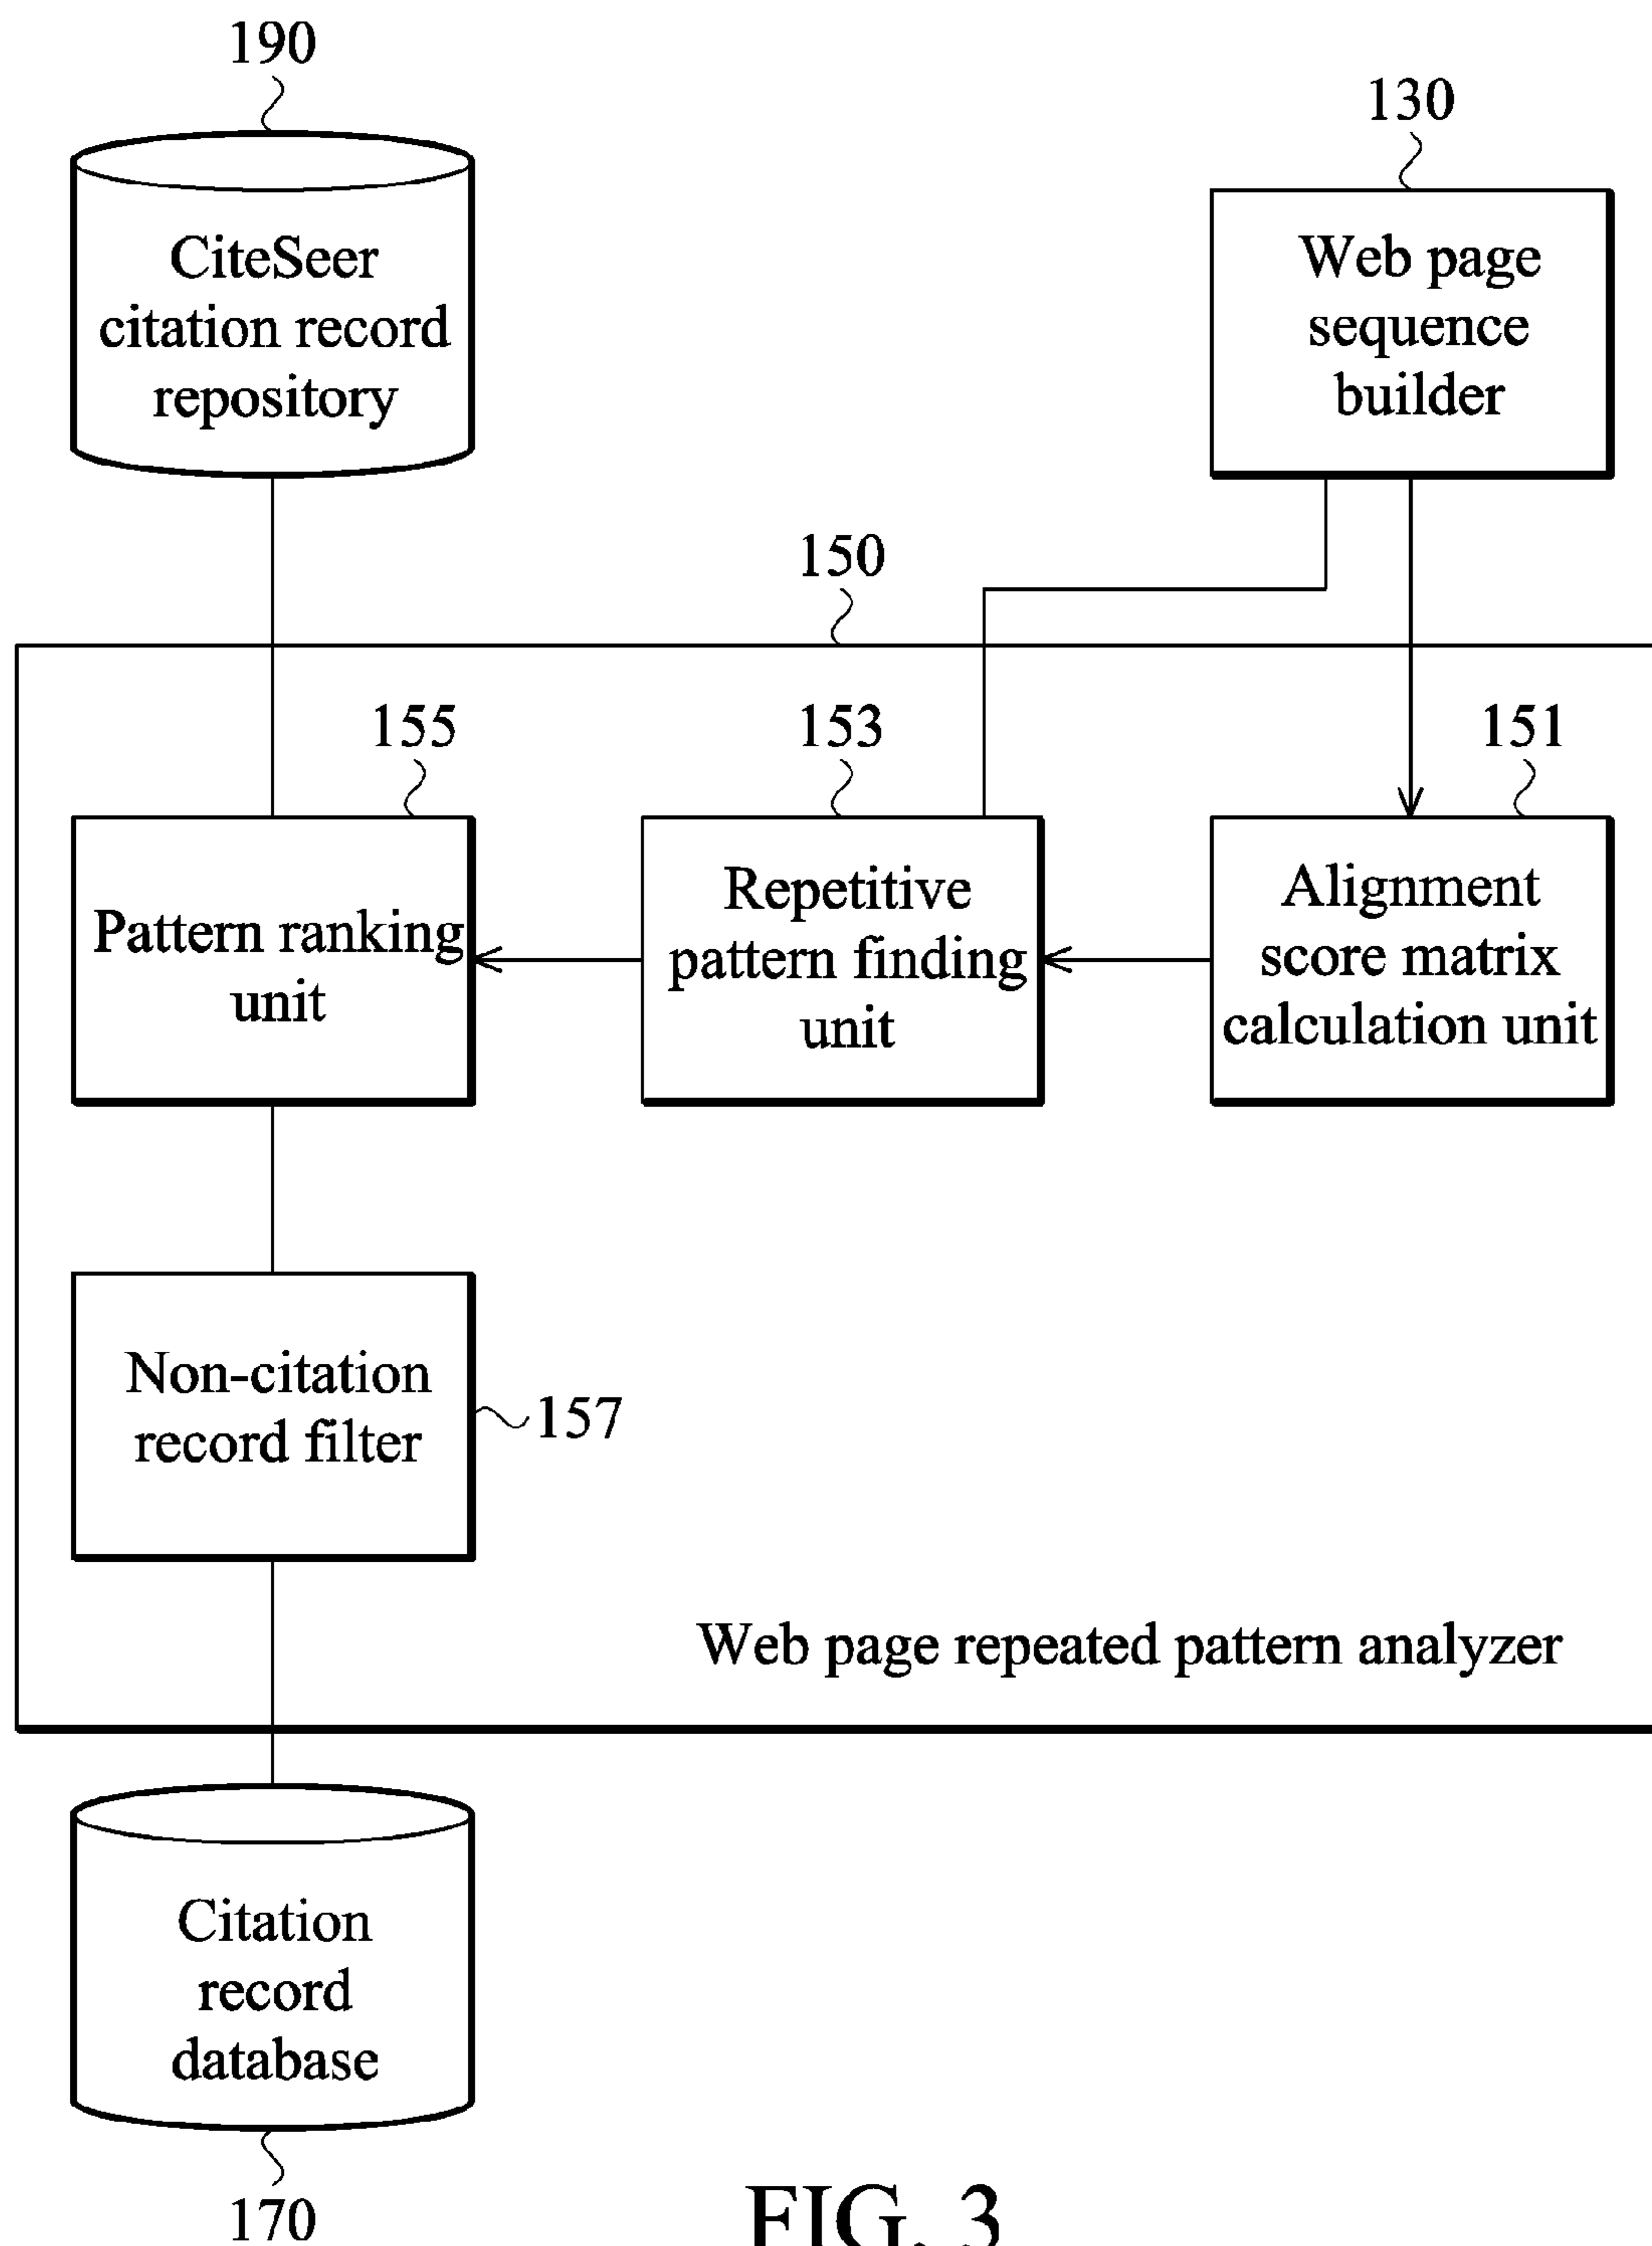 190
130
CiteSeer
citation record
repository
Web page
sequence
builder
150
155
153
151
Pattern ranking
unit
Repetitive
pattern finding
unit
Alignment
score matrix
calculation unit
Non-citation
record filter
157
Web page repeated pattern analyzer
Citation
record
database
170
FIG. 3